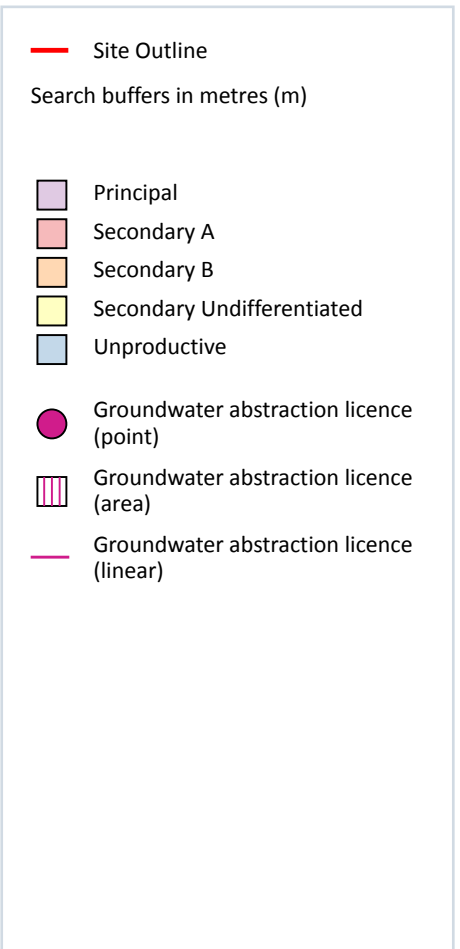 Site Outline
Search buffers in metres (m)
Principal
Secondary A
Secondary B
Secondary Undifferentiated
Unproductive
Groundwater abstraction licence
(point)
Groundwater abstraction licence
(area)
Groundwater abstraction licence
(linear)